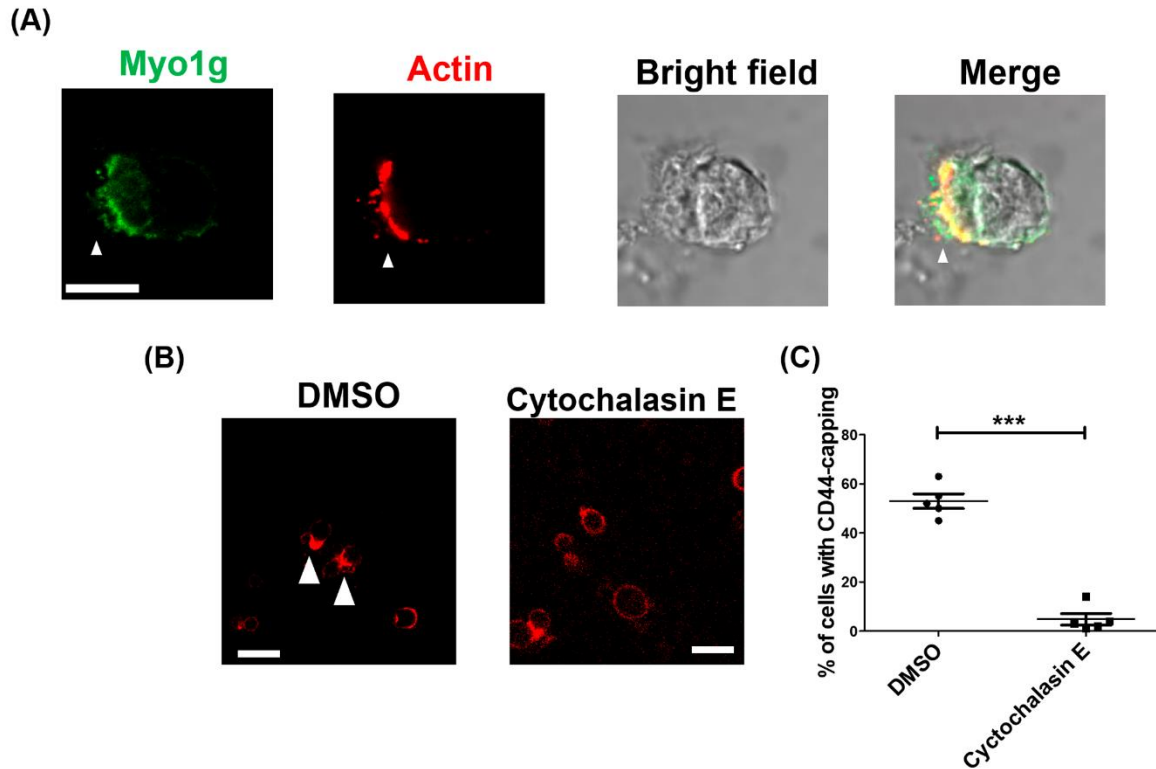 (A)
Myo1g
Actin
Bright field
Merge
(B)
DMSO
Cytochalasin E
(C)
% of cells with CD44-capping
***
80
60
40
20
0
DMSO
Cyctochalasin E